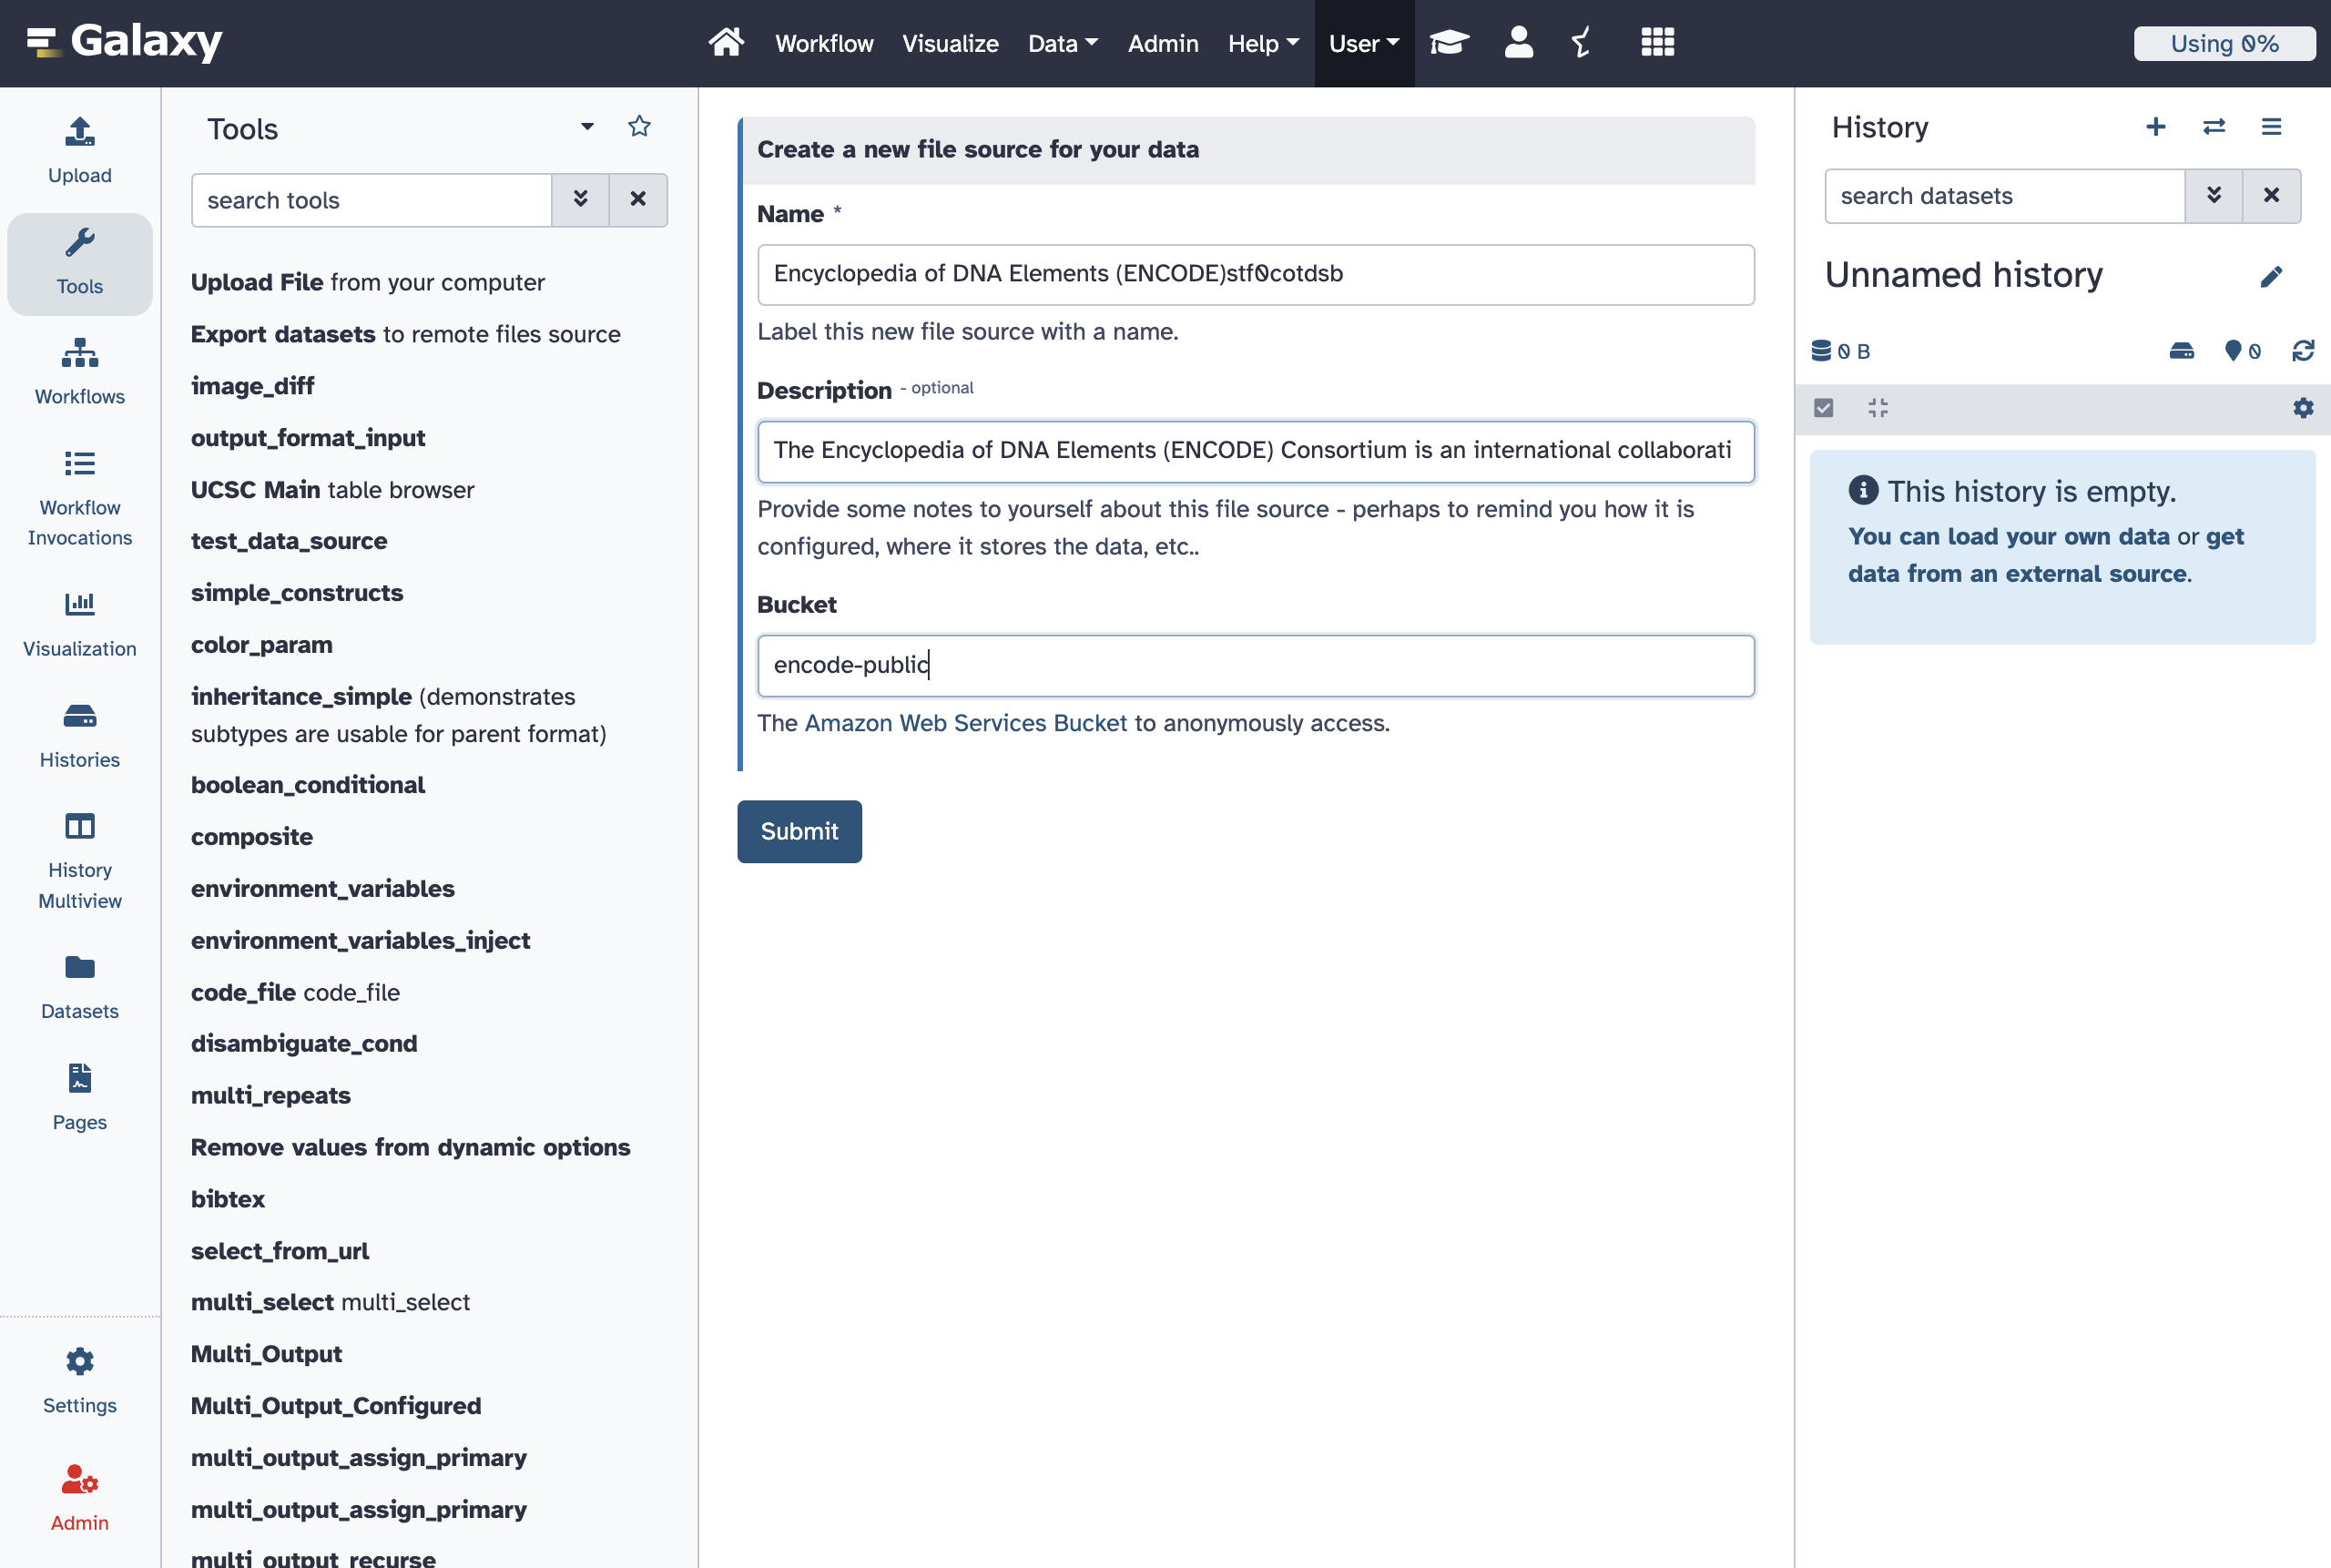 Galaxy
Workflow
Visualize
Data
Admin
Help
User
Using 0%
Upload
Tools
Workflows
Workflow
Invocations
Visualization
Histories
History
Multiview
Datasets
Pages
Settings
Admin
Tools
search tools
Upload File from your computer
Export datasets to remote files source
image_diff
output_format_input
UCSC Main table browser
test_data_source
simple_constructs
color_param
inheritance_simple (demonstrates
subtypes are usable for parent format)
boolean_conditional
composite
environment_variables
environment_variables_inject
code_file code_file
disambiguate_cond
multi_repeats
Remove values from dynamic options
bibtex
select_from_url
multi_select multi_select
Multi_Output
Multi_Output_Configured
multi_output_assign_primary
multi_output_assign_primary
multi_output_recurse
Create a new file source for your data
Name *
Encyclopedia of DNA Elements (ENCODE)stf0cotdsb
Label this new file source with a name.
Description - optional
The Encyclopedia of DNA Elements (ENCODE) Consortium is an international collaborati
Provide some notes to yourself about this file source - perhaps to remind you how it is
configured, where it stores the data, etc..
Bucket
encode-public
The Amazon Web Services Bucket to anonymously access.
Submit
History
search datasets
Unnamed history
0 B
0
This history is empty.
You can load your own data or get
data from an external source.